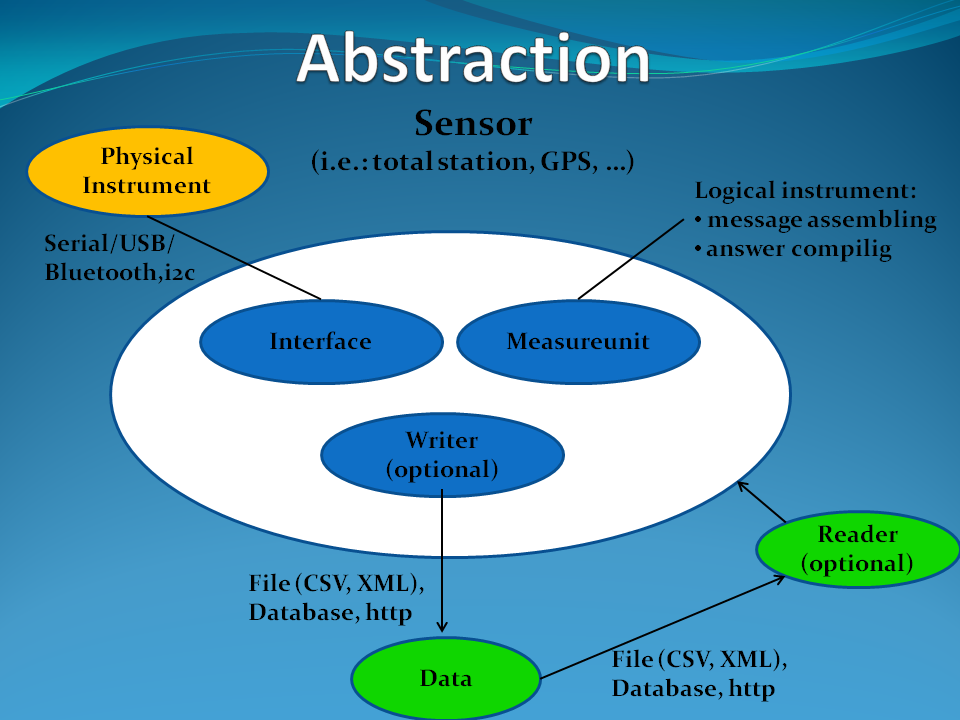 Abstraction
Sensor
(i.e.: total station, GPS, ...)
Physical
Instrument
Logical instrument:
• message assembling
• answer compilig
Serial/USB/
Bluetooth,i2c
Interface
Measureunit
Writer
(optional)
Reader
(optional)
File (CSV, XML),
Database, http
Data
File (CSV, XML),
Database, http